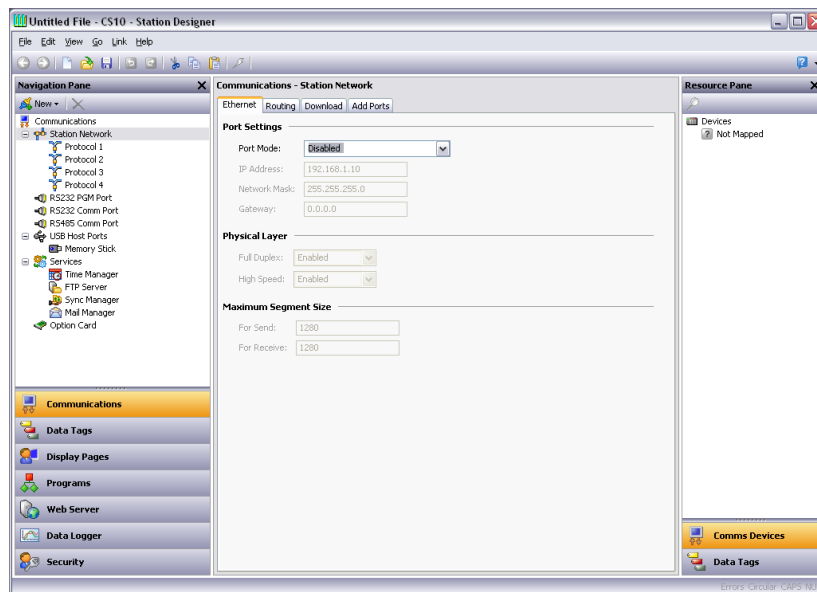 Untitled File - CS10 - Station Designer
File Edit View Go Link Help
Navigation Pane
New
Communications
Station Network
Protocol 1
Protocol 2
Protocol 3
Protocol 4
RS232 PGM Port
RS232 Comm Port
RS485 Comm Port
USB Host Ports
Memory Stick
Services
Time Manager
FTP Server
Sync Manager
Mail Manager
Option Card
Communications
Data Tags
Display Pages
Programs
Web Server
Data Logger
Security
Communications - Station Network
Ethernet Routing Download Add Ports
Port Settings
Port Mode: Disabled
IP Address: 192.168.1.10
Network Mask: 255.255.255.0
Gateway: 0.0.0.0
Physical Layer
Full Duplex: Enabled
High Speed: Enabled
Maximum Segment Size
For Send: 1280
For Receive: 1280
Resource Pane
Devices
Not Mapped
Comms Devices
Data Tags
Errors Circular CAPS NU